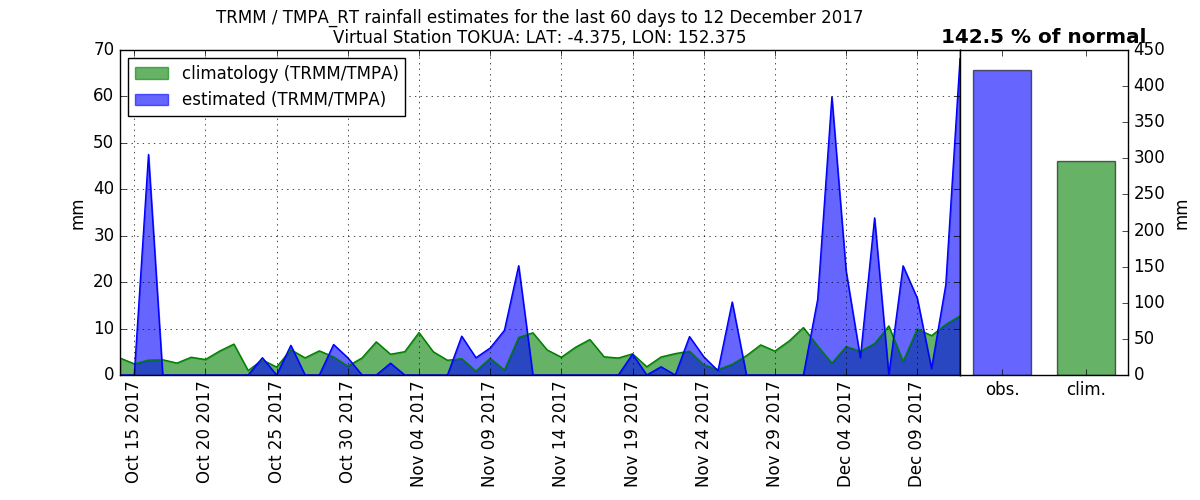 TRMM / TMPA_RT rainfall estimates for the last 60 days to 12 December 2017
Virtual Station TOKUA: LAT: -4.375, LON: 152.375
142.5 % of normal
climatology (TRMM/TMPA)
estimated (TRMM/TMPA)
70
60
50
40
30
20
10
0
mm
450
400
350
300
250
200
150
100
50
0
mm
obs.
clim.
Oct 15 2017
Oct 20 2017
Oct 25 2017
Oct 30 2017
Nov 04 2017
Nov 09 2017
Nov 14 2017
Nov 19 2017
Nov 24 2017
Nov 29 2017
Dec 04 2017
Dec 09 2017